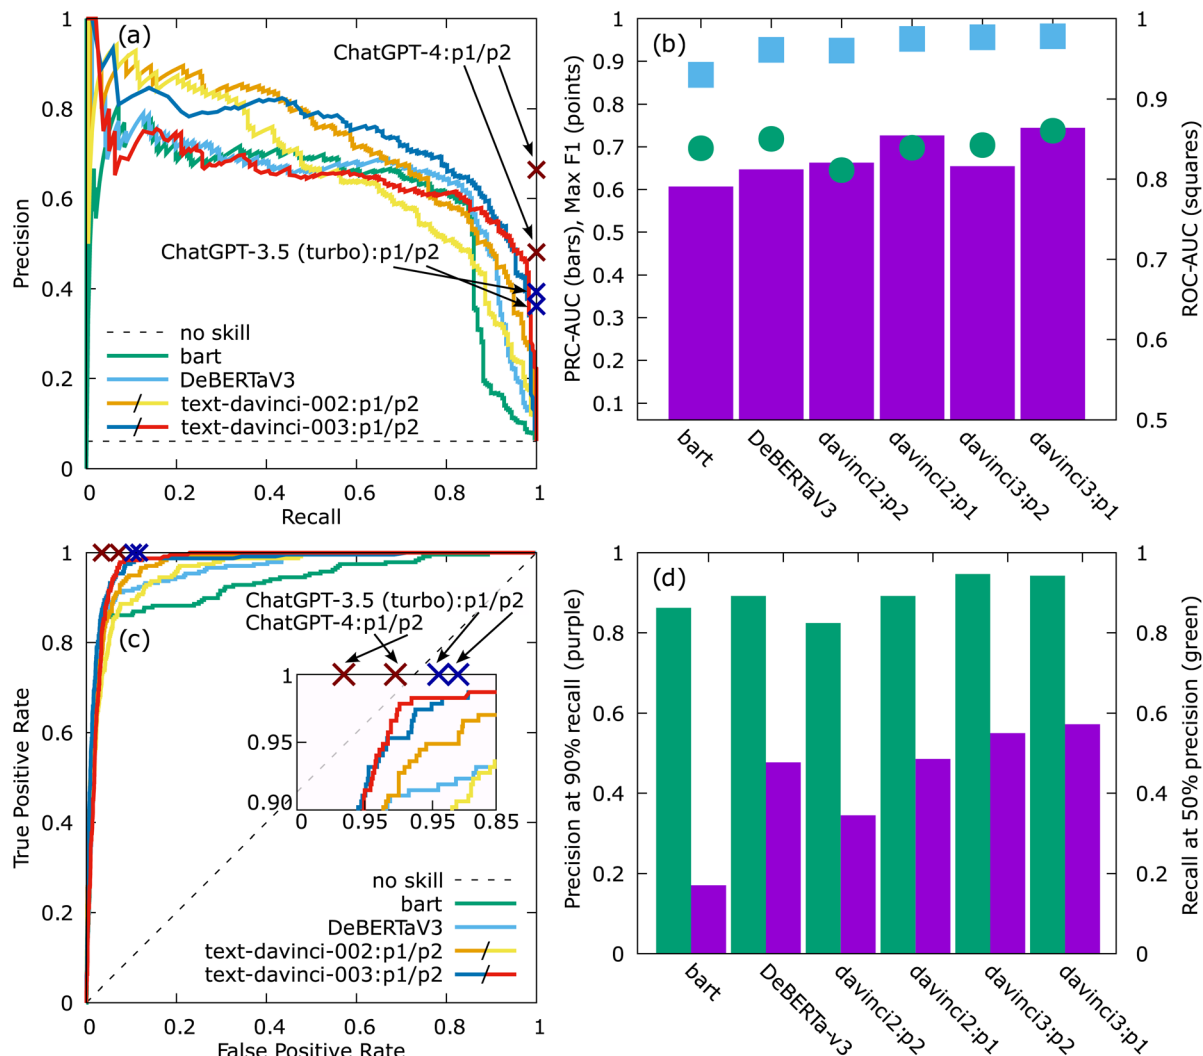 (a)
ChatGPT-4:p1/p2
ChatGPT-3.5 (turbo):p1/p2
no skill
bart
DeBERTaV3
text-davinci-002:p1/p2
text-davinci-003:p1/p2
Precision
1
0.8
0.6
0.4
0.2
0
0 0.2 0.4 0.6 0.8 1
Recall
(b)
PRC-AUC (bars), Max F1 (points)
1
0.9
0.8
0.7
0.6
0.5
0.4
0.3
0.2
0.1
1
0.9
0.8
0.7
0.6
0.5
ROC-AUC (squares)
bart
DeBERTaV3
davinci2:p2
davinci2:p1
davinci3:p2
davinci3:p1
(c)
True Positive Rate
1
0.8
0.6
0.4
0.2
0
ChatGPT-3.5 (turbo):p1/p2
ChatGPT-4:p1/p2
1
0.95
0.90
0 0.95 0.95 0.85
no skill
bart
DeBERTaV3
text-davinci-002:p1/p2
text-davinci-003:p1/p2
0 0.2 0.4 0.6 0.8 1
False Positive Rate
(d)
Precision at 90% recall (purple)
1
0.8
0.6
0.4
0.2
0
1
0.8
0.6
0.4
0.2
0
Recall at 50% precision (green)
bart
DeBERTa-v3
davinci2:p2
davinci2:p1
davinci3:p2
davinci3:p1